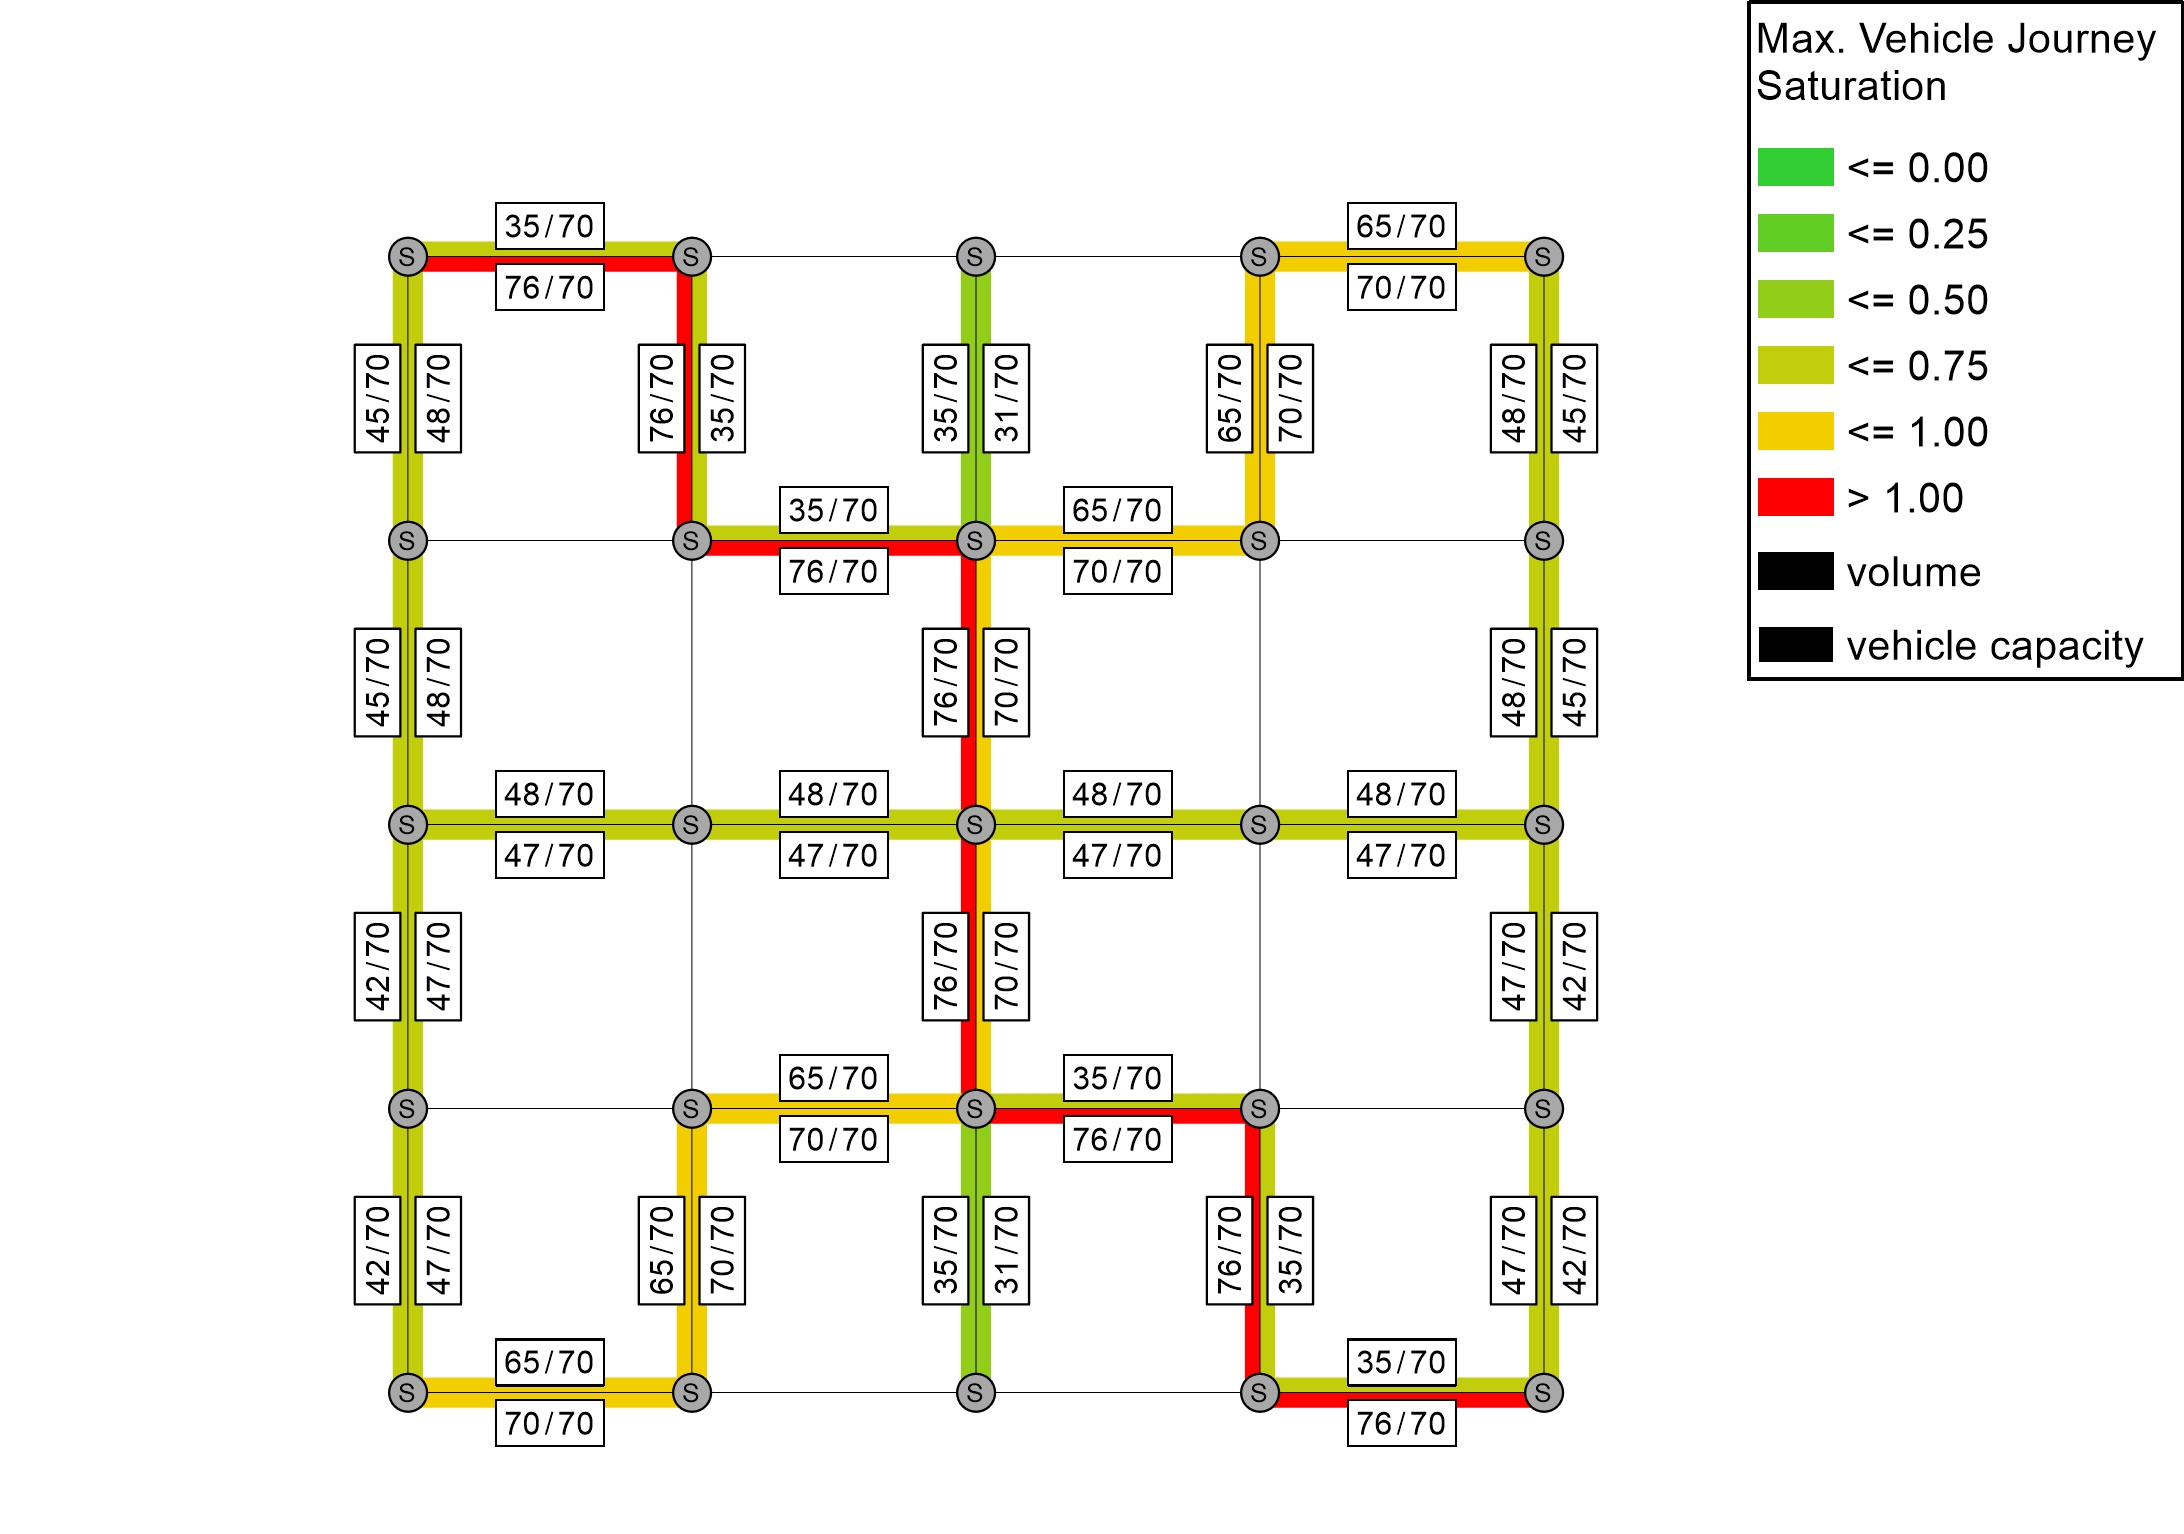 Max. Vehicle Journey
Saturation
<= 0.00
<= 0.25
<= 0.50
<= 0.75
<= 1.00
> 1.00
volume
vehicle capacity
35/70
65/70
S
S
S
S
S
76/70
70/70
45/70
48/70
76/70
35/70
35/70
31/70
65/70
70/70
48/70
45/70
35/70
65/70
S
S
S
S
S
76/70
70/70
45/70
48/70
76/70
70/70
48/70
45/70
48/70
48/70
48/70
48/70
S
S
S
S
S
47/70
47/70
47/70
47/70
42/70
47/70
76/70
70/70
47/70
42/70
65/70
35/70
S
S
S
S
S
70/70
76/70
42/70
47/70
65/70
70/70
35/70
31/70
76/70
35/70
47/70
42/70
65/70
35/70
S
S
S
S
S
70/70
76/70